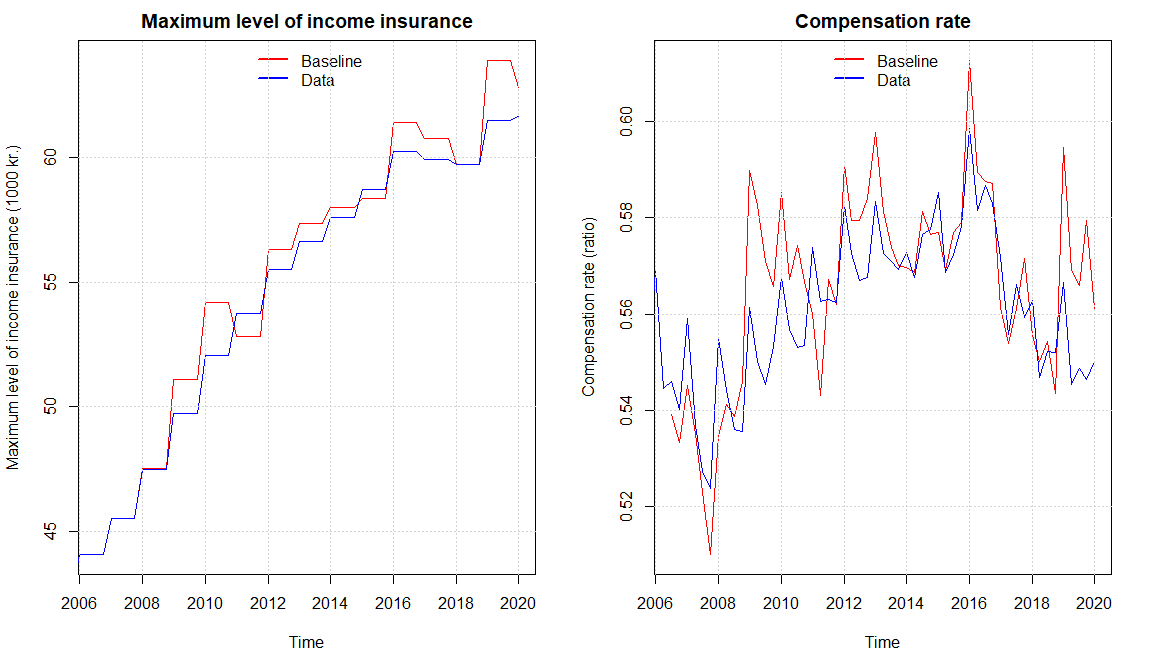 Maximum level of income insurance
Baseline
Data
Maximum level of income insurance (1000 kr.)
60
55
50
45
2006 2008 2010 2012 2014 2016 2018 2020
Time
Compensation rate
Baseline
Data
Compensation rate (ratio)
0.60
0.58
0.56
0.54
0.52
2006 2008 2010 2012 2014 2016 2018 2020
Time